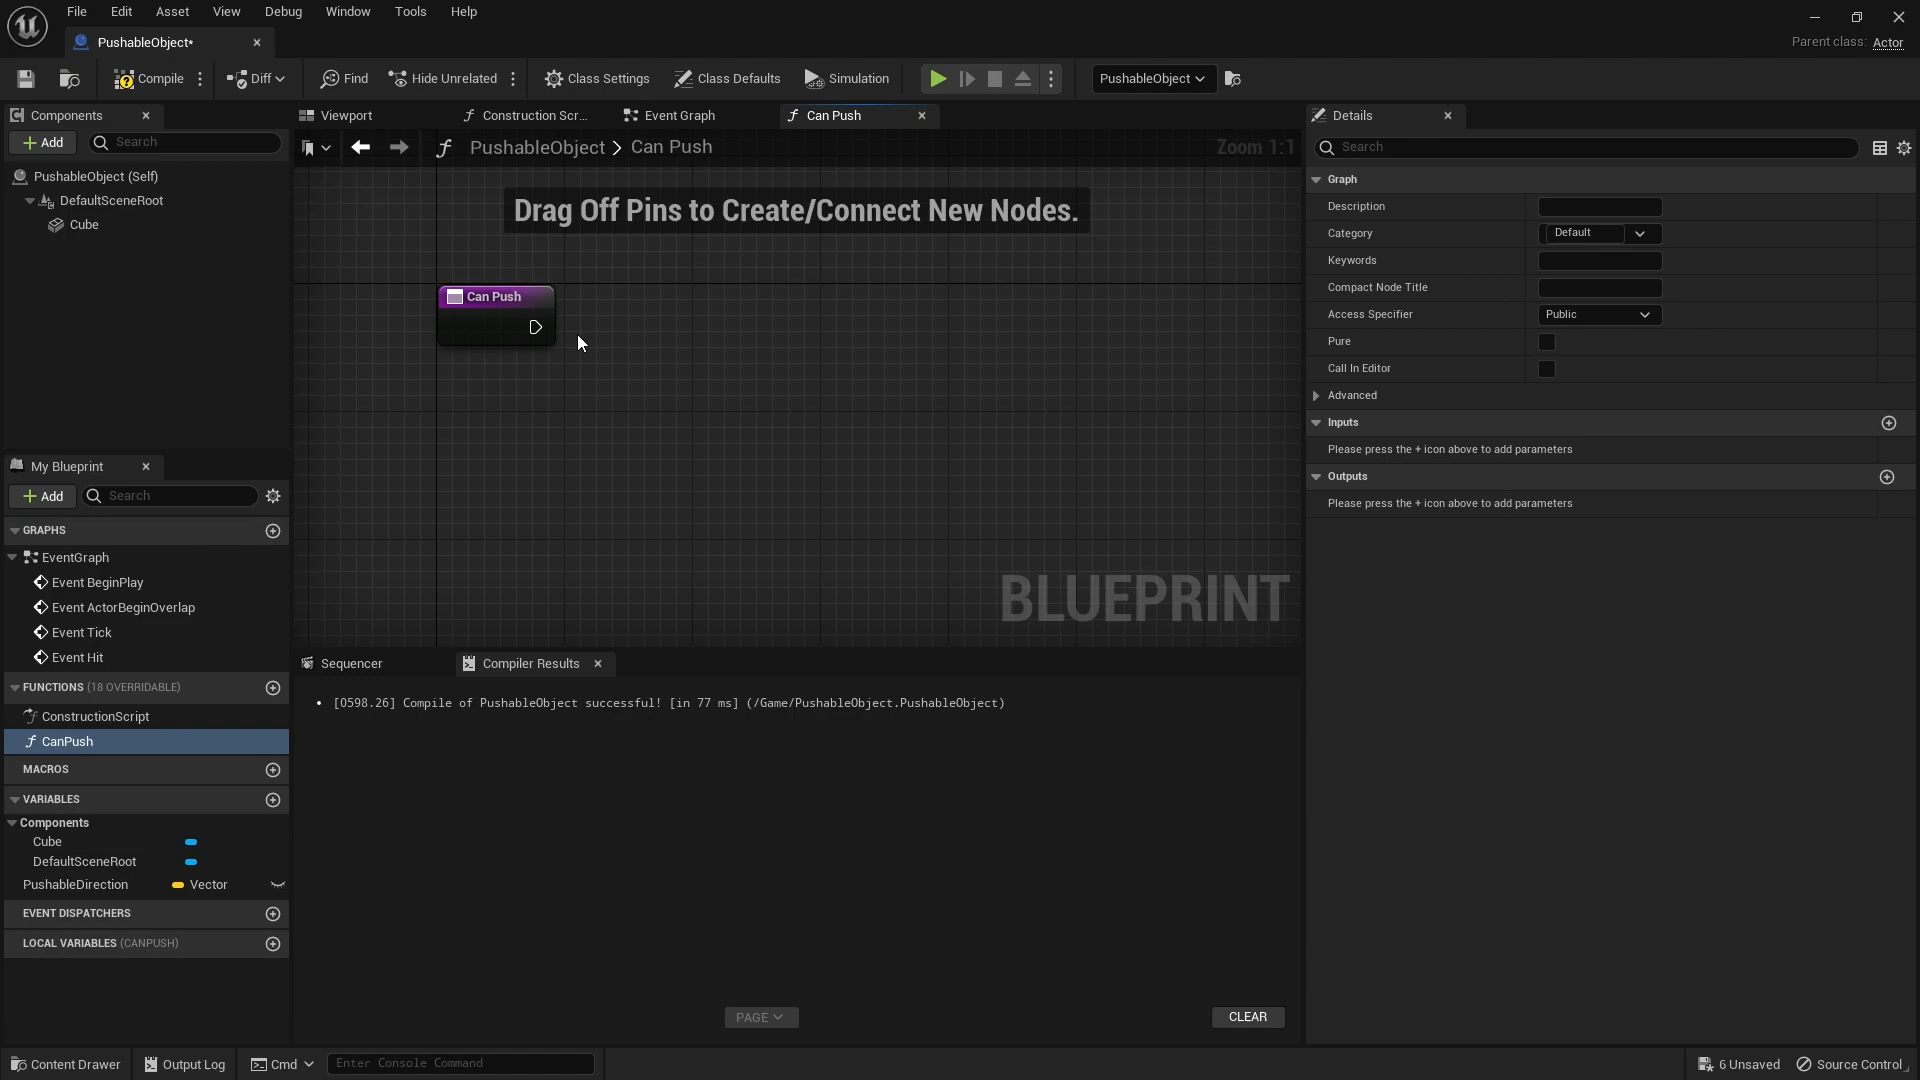 File Edit Asset View Debug Window Tools Help
PushableObject*
Parent class: Actor
Compile Diff Find Hide Unrelated Class Settings Class Defaults Simulation PushableObject
Components
Add Search
PushableObject (Self)
DefaultSceneRoot
Cube
My Blueprint
Add Search
GRAPHS
EventGraph
Event BeginPlay
Event ActorBeginOverlap
Event Tick
Event Hit
FUNCTIONS (18 OVERRIDABLE)
ConstructionScript
CanPush
MACROS
VARIABLES
Components
Cube
DefaultSceneRoot
PushableDirection Vector
EVENT DISPATCHERS
LOCAL VARIABLES (CANPUSH)
Viewport Construction Scr... Event Graph Can Push
PushableObject > Can Push Zoom 1:1
Drag Off Pins to Create/Connect New Nodes.
Can Push
BLUEPRINT
Sequencer Compiler Results
[0598.26] Compile of PushableObject successful! [in 77 ms] (/Game/PushableObject.PushableObject)
PAGE CLEAR
Details
Search
Graph
Description
Category Default
Keywords
Compact Node Title
Access Specifier Public
Pure
Call In Editor
Advanced
Inputs
Please press the + icon above to add parameters
Outputs
Please press the + icon above to add parameters
Content Drawer Output Log Cmd Enter Console Command 6 Unsaved Source Control